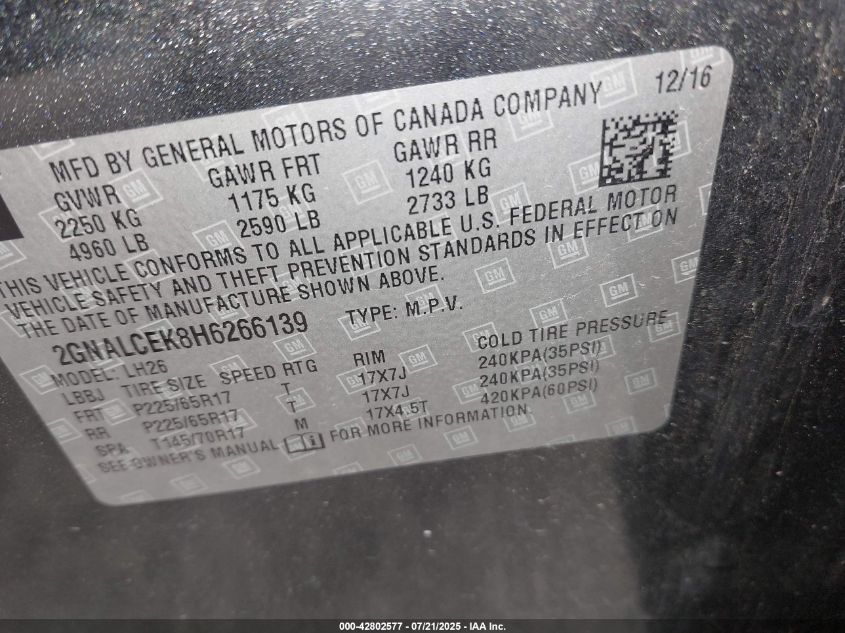 MFD BY GENERAL MOTORS OF CANADA COMPANY 12/16
GVWR GAWR FRT GAWR RR
2250 KG 1175 KG 1240 KG
4960 LB 2590 LB 2733 LB
THIS VEHICLE CONFORMS TO ALL APPLICABLE U.S. FEDERAL MOTOR
VEHICLE SAFETY AND THEFT PREVENTION STANDARDS IN EFFECT ON
THE DATE OF MANUFACTURE SHOWN ABOVE.
2GNALCEK8H6266139 TYPE: M.P.V.
MODEL: LH26
LBBJ TIRE SIZE SPEED RTG RIM COLD TIRE PRESSURE
FRT P225/65R17 T 17X7J 240KPA(35PSI)
RR P225/65R17 T 17X7J 240KPA(35PSI)
SPA T145/70R17 M 17X4.5T 420KPA(60PSI)
SEE OWNER'S MANUAL i FOR MORE INFORMATION.
000-42802577 - 07/21/2025 - IAA Inc.